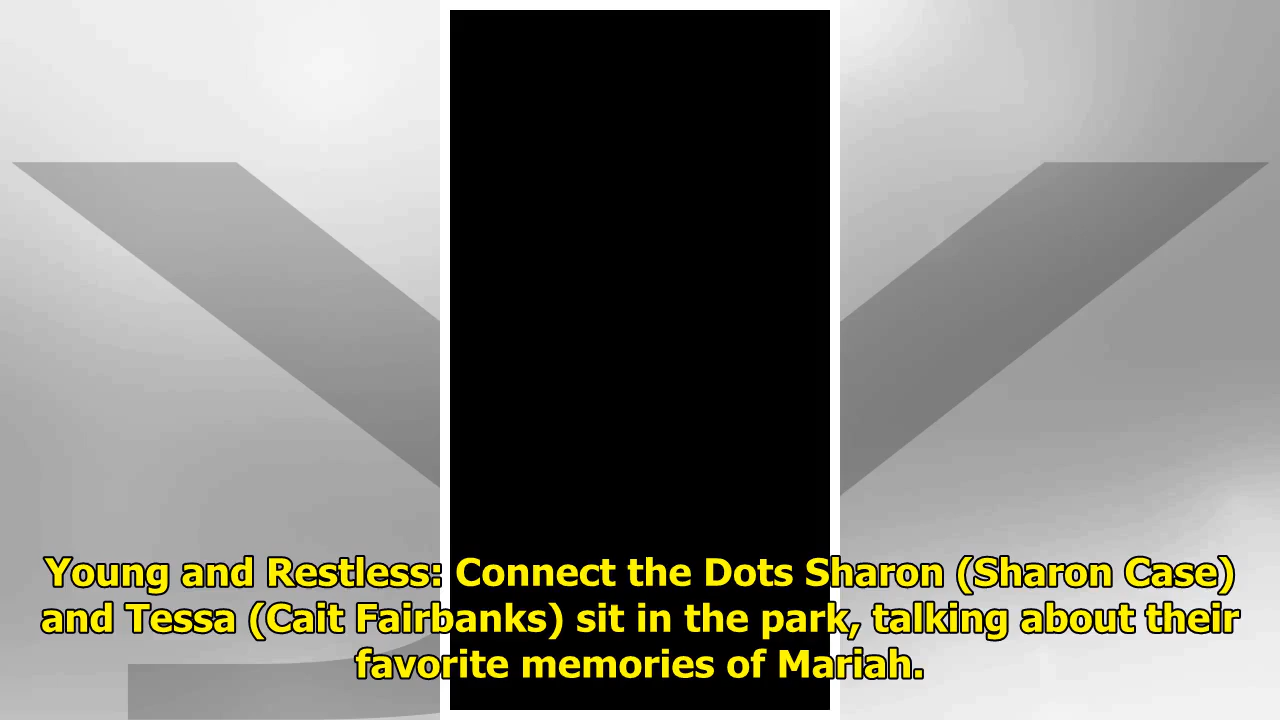 Young and Restless: Connect the Dots Sharon (Sharon Case)
and Tessa (Cait Fairbanks) sit in the park, talking about their
favorite memories of Mariah.